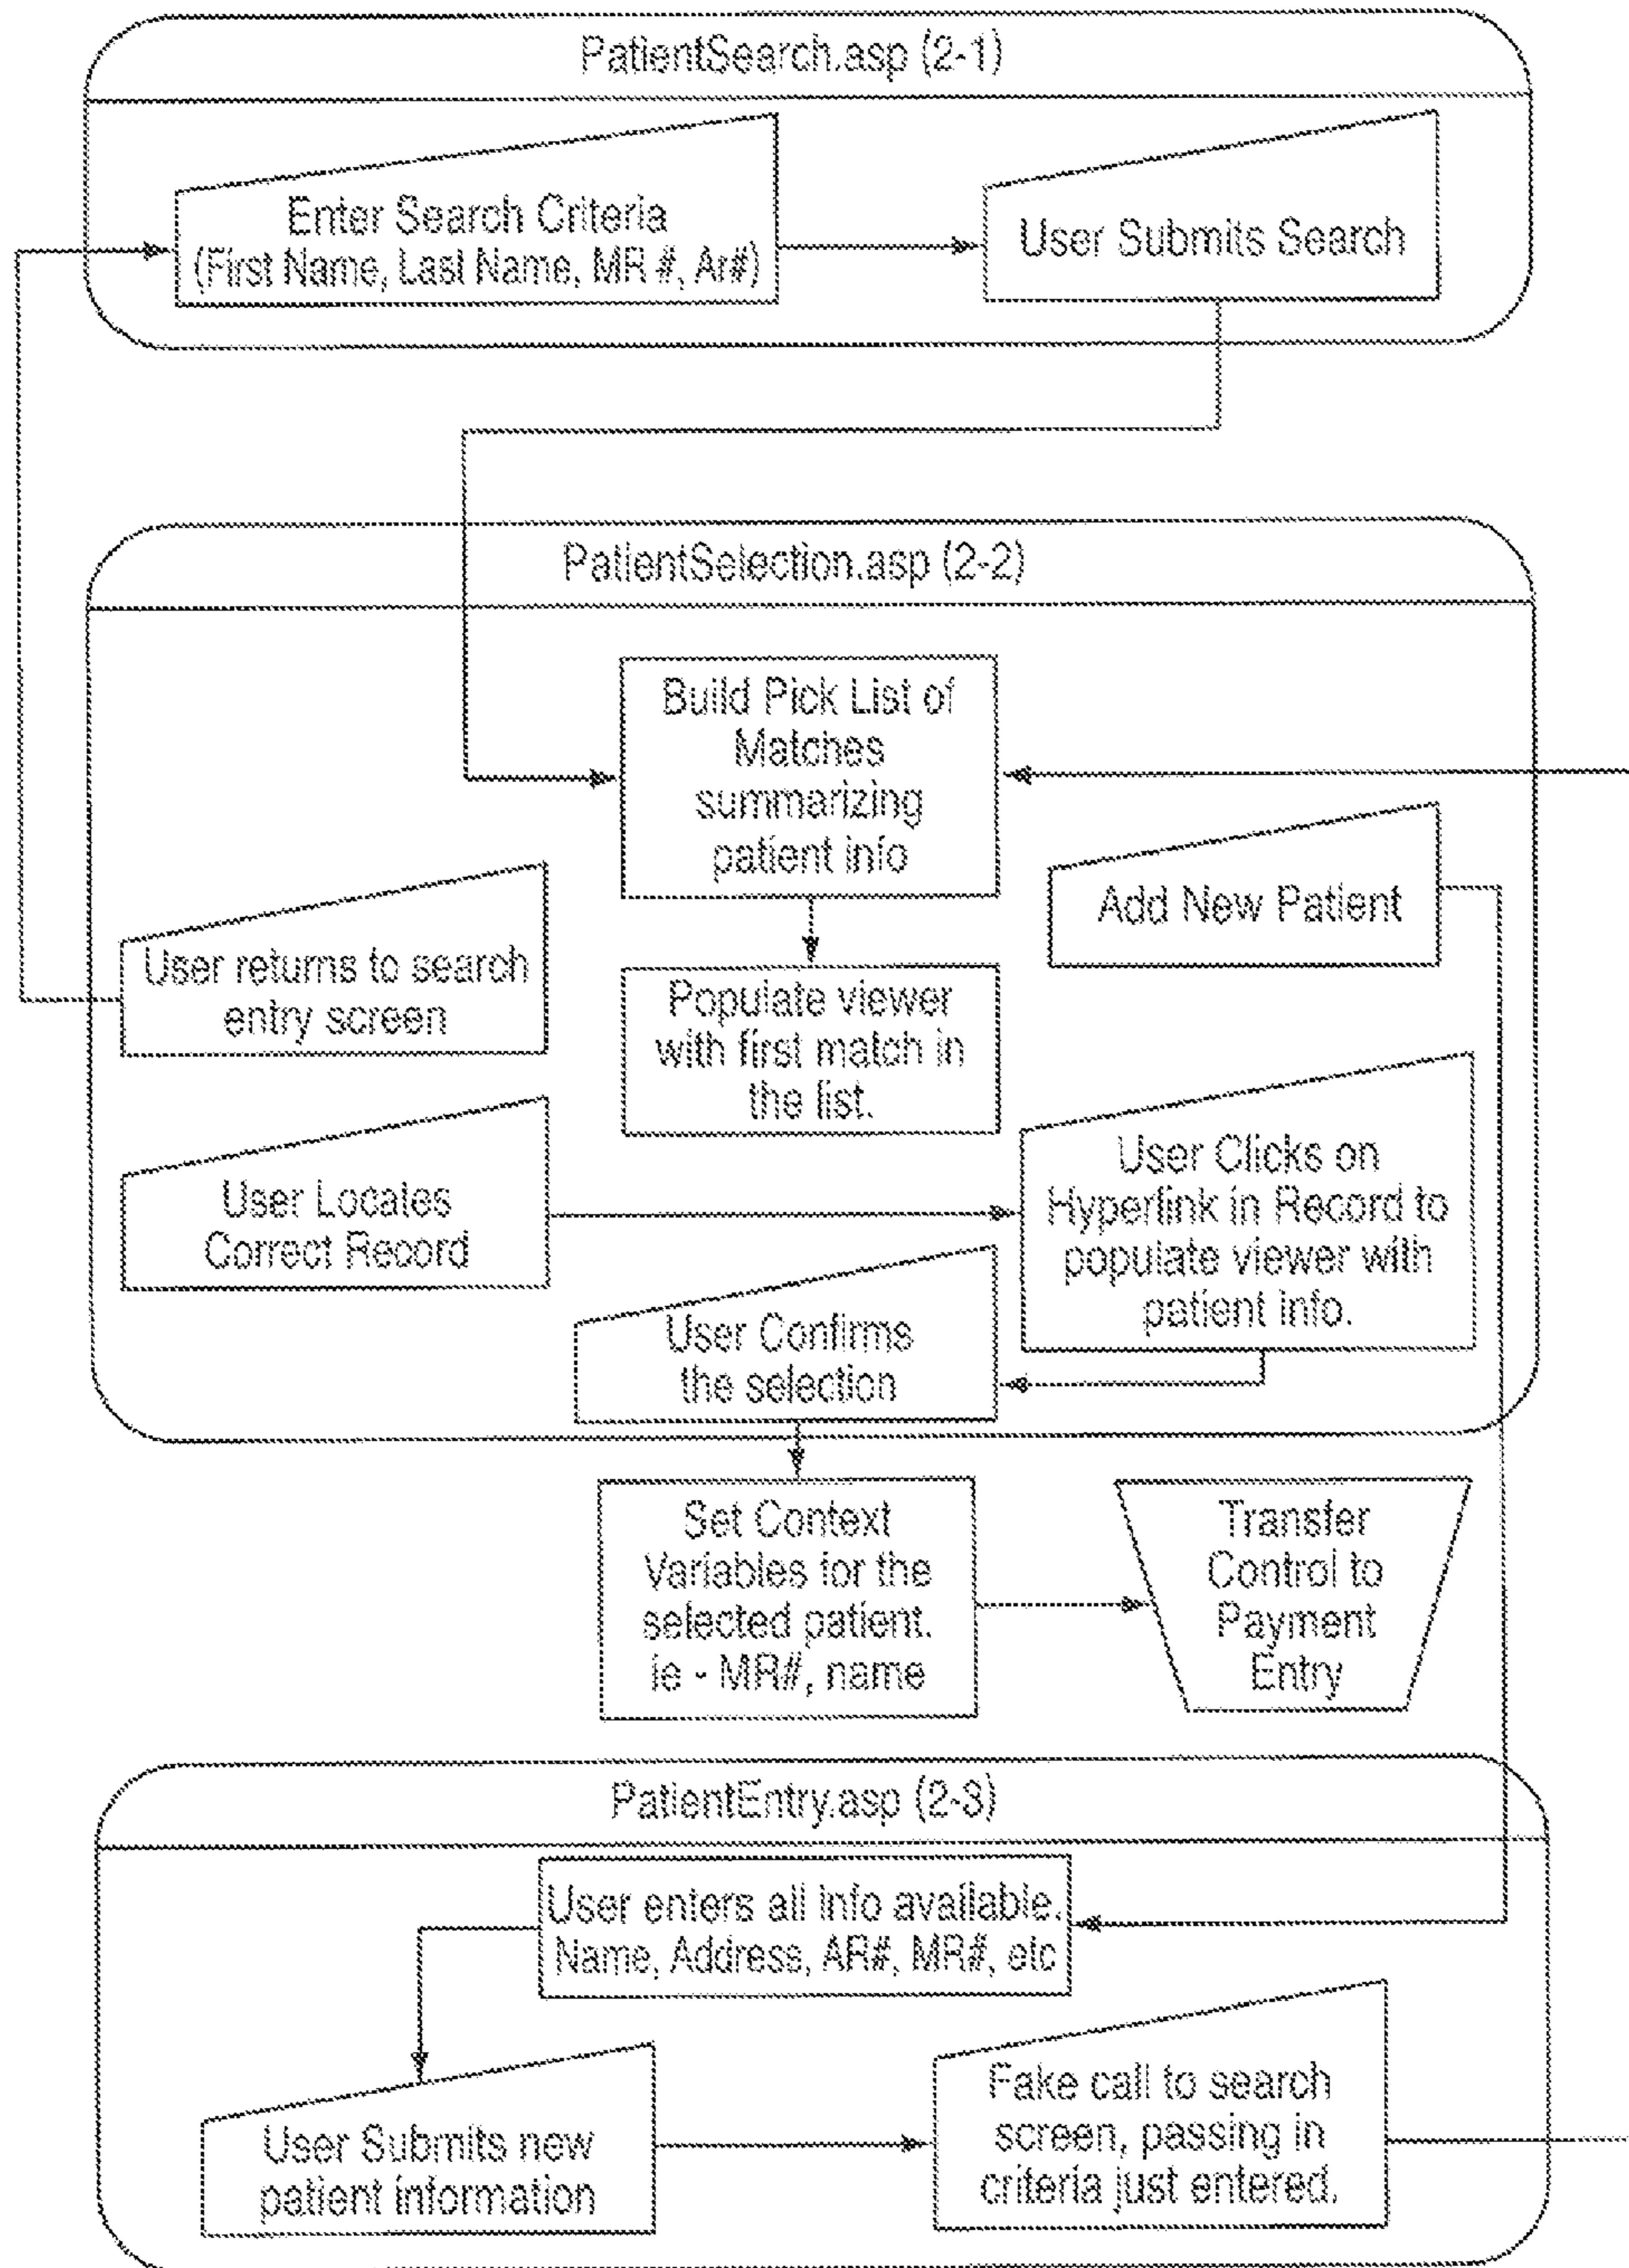 PatientSearch.asp (2-1)
Enter Search Criteria
(First Name, Last Name, MR #, Ar#)
User Submits Search
PatientSelection.asp (2-2)
Build Pick List of
Matches
summarizing
patient info
Add New Patient
User returns to search
entry screen
Populate viewer
with first match in
the list.
User Locates
Correct Record
User Clicks on
Hyperlink in Record to
populate viewer with
patient info.
User Confirms
the selection
Set Context
Variables for the
selected patient.
ie - MR#, name
Transfer
Control to
Payment
Entry
PatientEntry.asp (2-3)
User enters all info available.
Name, Address, AR#, MR#, etc
User Submits new
patient information
Fake call to search
screen, passing in
criteria just entered.